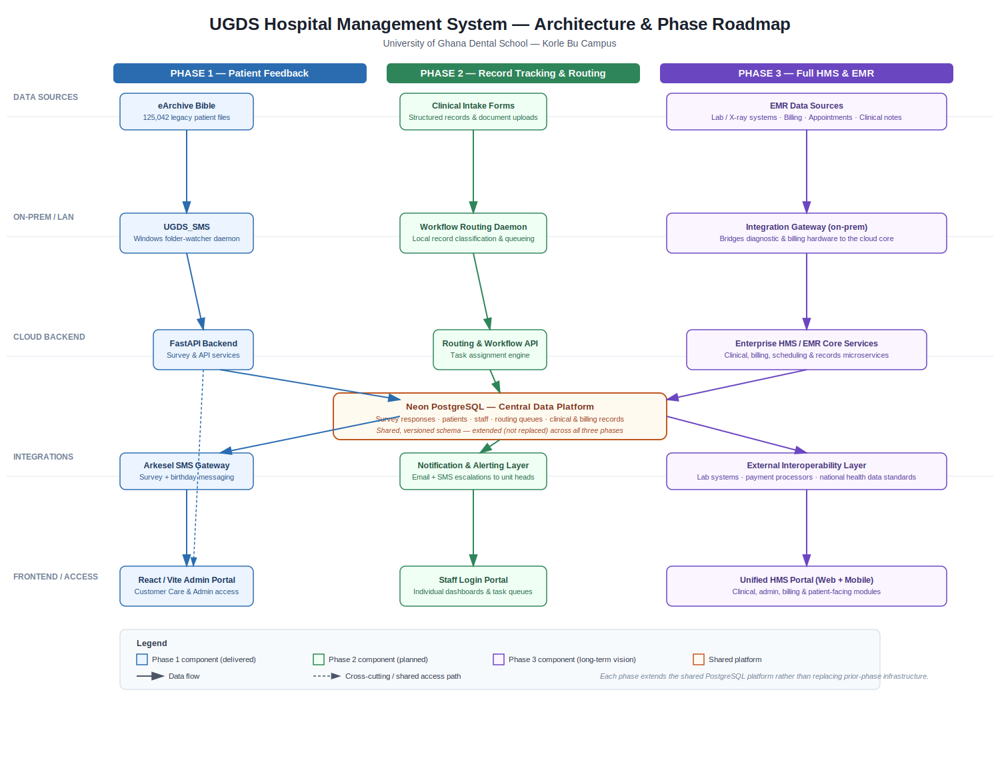 UGDS Hospital Management System — Architecture & Phase Roadmap
University of Ghana Dental School — Korle Bu Campus
PHASE 1 — Patient Feedback
PHASE 2 — Record Tracking & Routing
PHASE 3 — Full HMS & EMR
DATA SOURCES
eArchive Bible
125,042 legacy patient files
Clinical Intake Forms
Structured records & document uploads
EMR Data Sources
Lab / X-ray systems · Billing · Appointments · Clinical notes
ON-PREM / LAN
UGDS_SMS
Windows folder-watcher daemon
Workflow Routing Daemon
Local record classification & queueing
Integration Gateway (on-prem)
Bridges diagnostic & billing hardware to the cloud core
CLOUD BACKEND
FastAPI Backend
Survey & API services
Routing & Workflow API
Task assignment engine
Enterprise HMS / EMR Core Services
Clinical, billing, scheduling & records microservices
Neon PostgreSQL — Central Data Platform
Survey responses · patients · staff · routing queues · clinical & billing records
Shared, versioned schema — extended (not replaced) across all three phases
INTEGRATIONS
Arkesel SMS Gateway
Survey + birthday messaging
Notification & Alerting Layer
Email + SMS escalations to unit heads
External Interoperability Layer
Lab systems · payment processors · national health data standards
FRONTEND / ACCESS
React / Vite Admin Portal
Customer Care & Admin access
Staff Login Portal
Individual dashboards & task queues
Unified HMS Portal (Web + Mobile)
Clinical, admin, billing & patient-facing modules
Legend
Phase 1 component (delivered)
Phase 2 component (planned)
Phase 3 component (long-term vision)
Shared platform
Data flow
Cross-cutting / shared access path
Each phase extends the shared PostgreSQL platform rather than replacing prior-phase infrastructure.